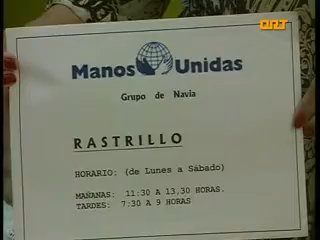 ORT
Manos Unidas
Grupo de Navia
RASTRILLO
HORARIO: (de Lunes a Sábado)
MAÑANAS: 11:30 A 13,30 HORAS.
TARDES: 7:30 A 9 HORAS